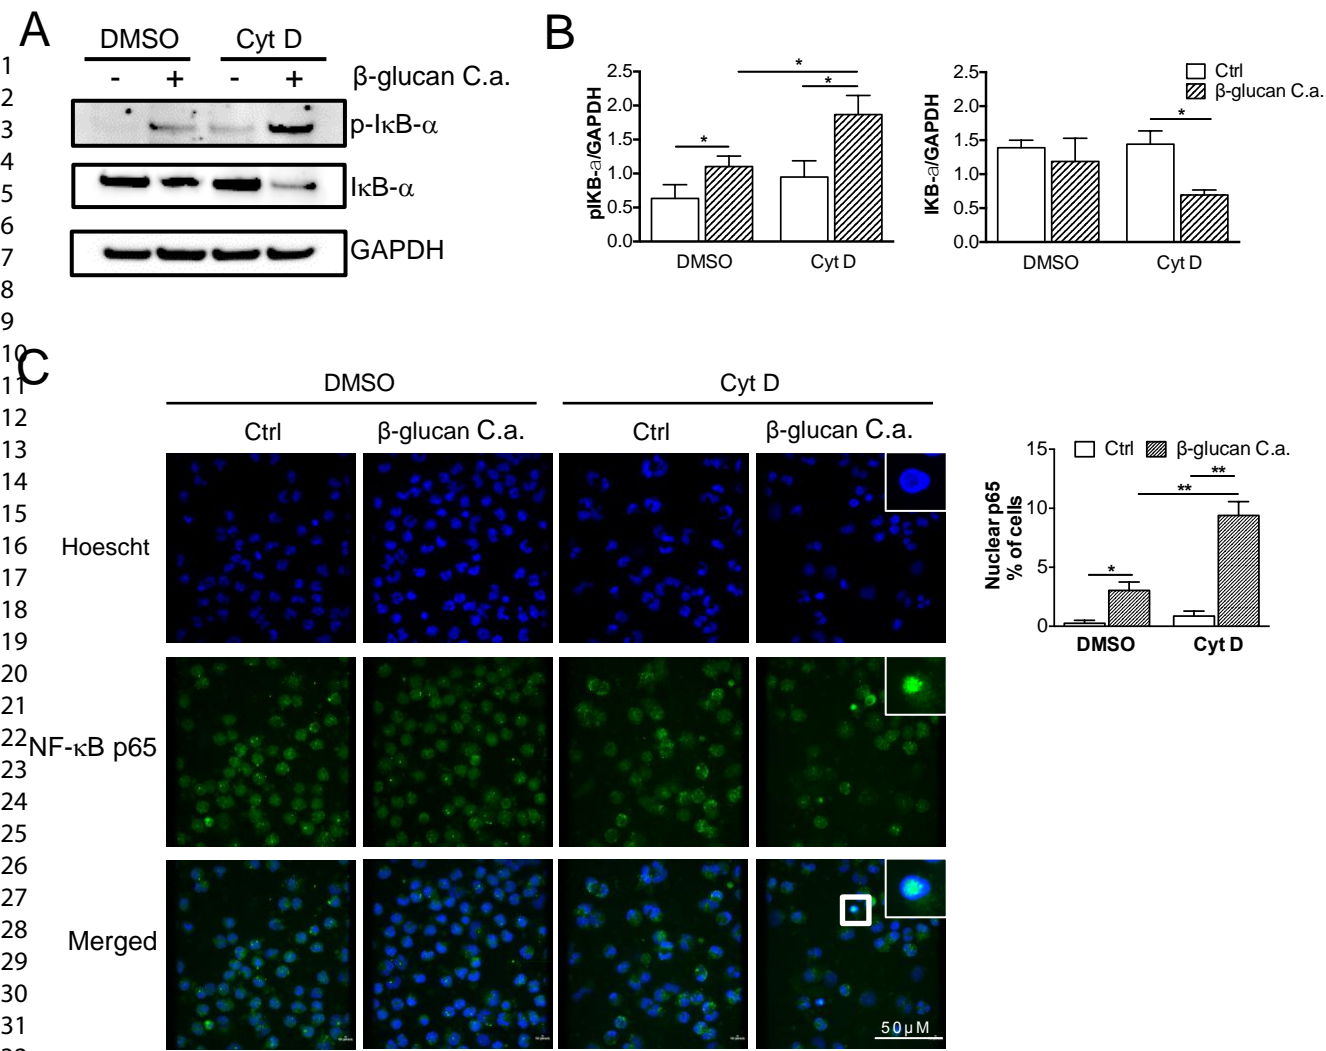 A
DMSO Cyt D
- + - + β-glucan C.a.
p-IκB-α
IκB-α
GAPDH
B
pIKB-a/GAPDH
2.5
2.0
1.5
1.0
0.5
0.0
* * *
DMSO Cyt D
IKB-a/GAPDH
2.5
2.0
1.5
1.0
0.5
0.0
*
DMSO Cyt D
Ctrl
β-glucan C.a.
1
2
3
4
5
6
7
8
9
10
11
12
13
14
15
16
17
18
19
20
21
22
23
24
25
26
27
28
29
30
31
C
DMSO Cyt D
Ctrl β-glucan C.a. Ctrl β-glucan C.a.
Hoescht
NF-κB p65
Merged
50μM
Nuclear p65
% of cells
15
10
5
0
Ctrl β-glucan C.a.
* ** **
DMSO Cyt D